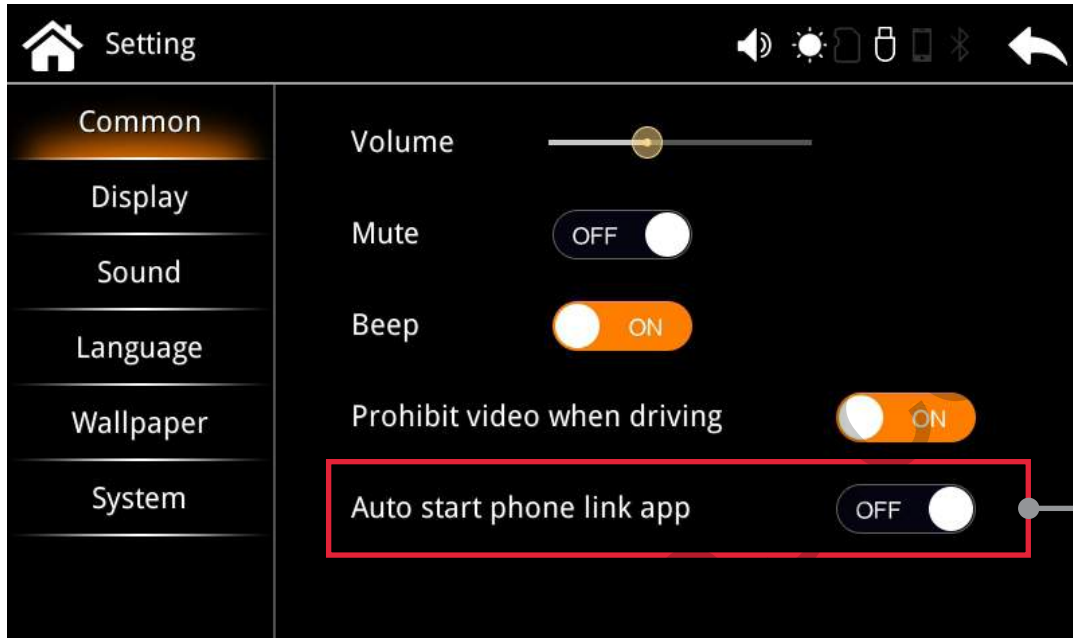 Setting
Common
Display
Sound
Language
Wallpaper
System
Volume
Mute OFF
Beep ON
Prohibit video when driving ON
Auto start phone link app OFF